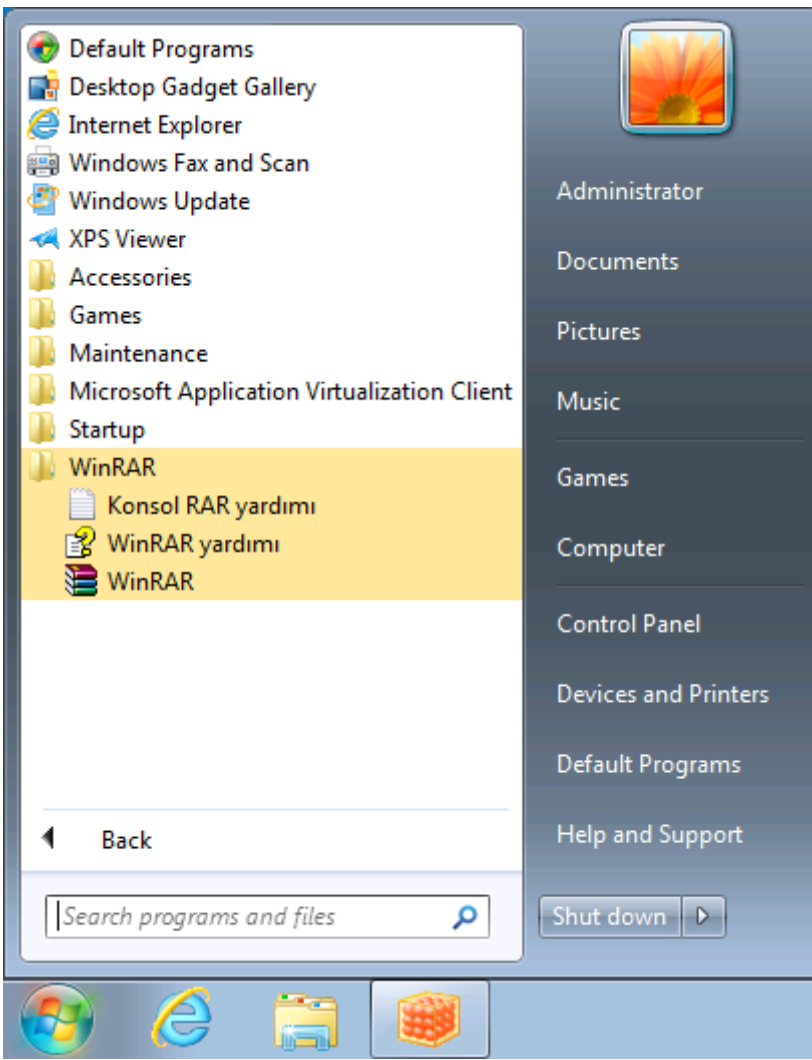 Default Programs
Desktop Gadget Gallery
Internet Explorer
Windows Fax and Scan
Windows Update
XPS Viewer
Accessories
Games
Maintenance
Microsoft Application Virtualization Client
Startup
WinRAR
Konsol RAR yardımı
WinRAR yardımı
WinRAR
Back
Search programs and files
Administrator
Documents
Pictures
Music
Games
Computer
Control Panel
Devices and Printers
Default Programs
Help and Support
Shut down